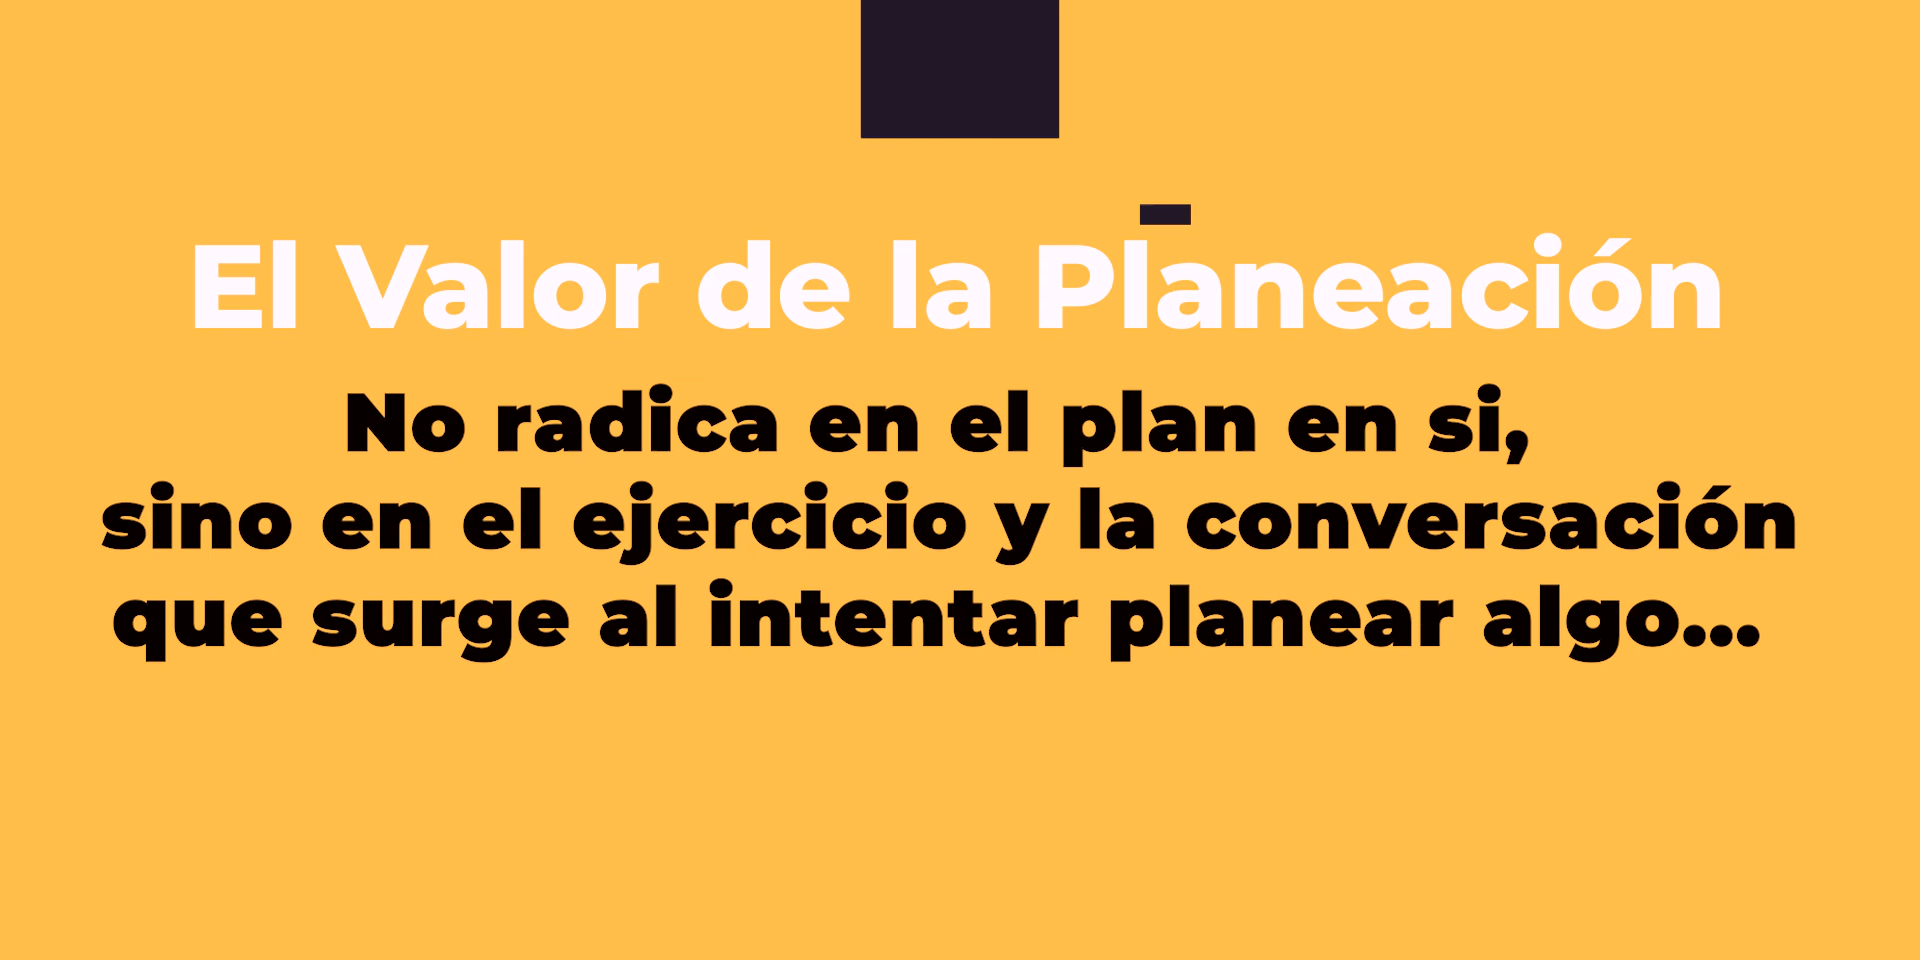 El Valor de la Planeación
No radica en el plan en si,
sino en el ejercicio y la conversación
que surge al intentar planear algo...